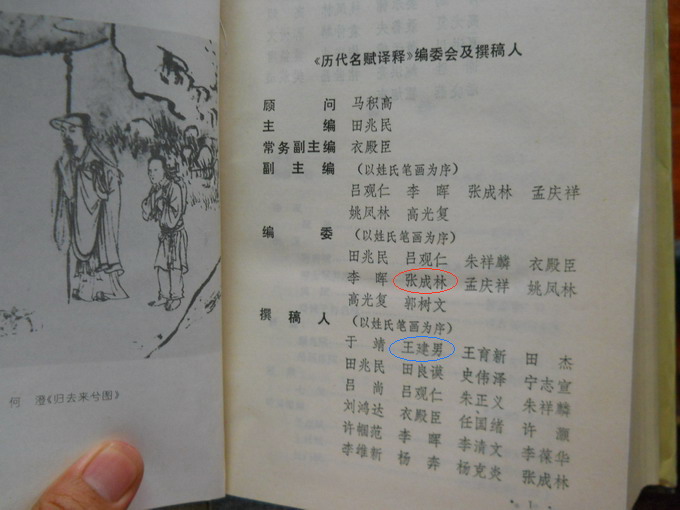 何 澄《归去来兮图》
《历代名赋译释》编委会及撰稿人
顾 问 马积高
主 编 田兆民
常务副主编 衣殿臣
副 主 编 (以姓氏笔画为序)
吕观仁 李 晖 张成林 孟庆祥
姚凤林 高光复
编 委 (以姓氏笔画为序)
田兆民 吕观仁 朱祥麟 衣殿臣
李 晖 张成林 孟庆祥 姚凤林
高光复 郭树文
撰 稿 人 (以姓氏笔画为序)
于 靖 王建男 王育新 田 杰
田兆民 田良谟 史伟泽 宁志宣
吕 尚 吕观仁 朱正义 朱祥麟
刘鸿达 衣殿臣 任国绪 许 灏
许帼范 李 晖 李清文 李葆华
李雄新 杨 奔 杨克炎 张成林
· 1 ·